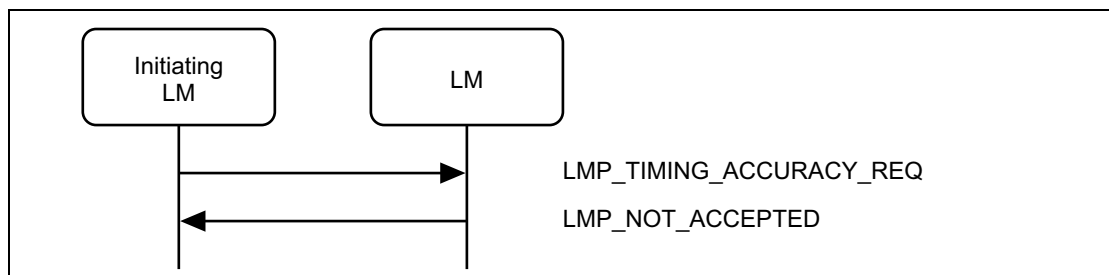 Initiating
LM
LM
LMP_TIMING_ACCURACY_REQ
LMP_NOT_ACCEPTED